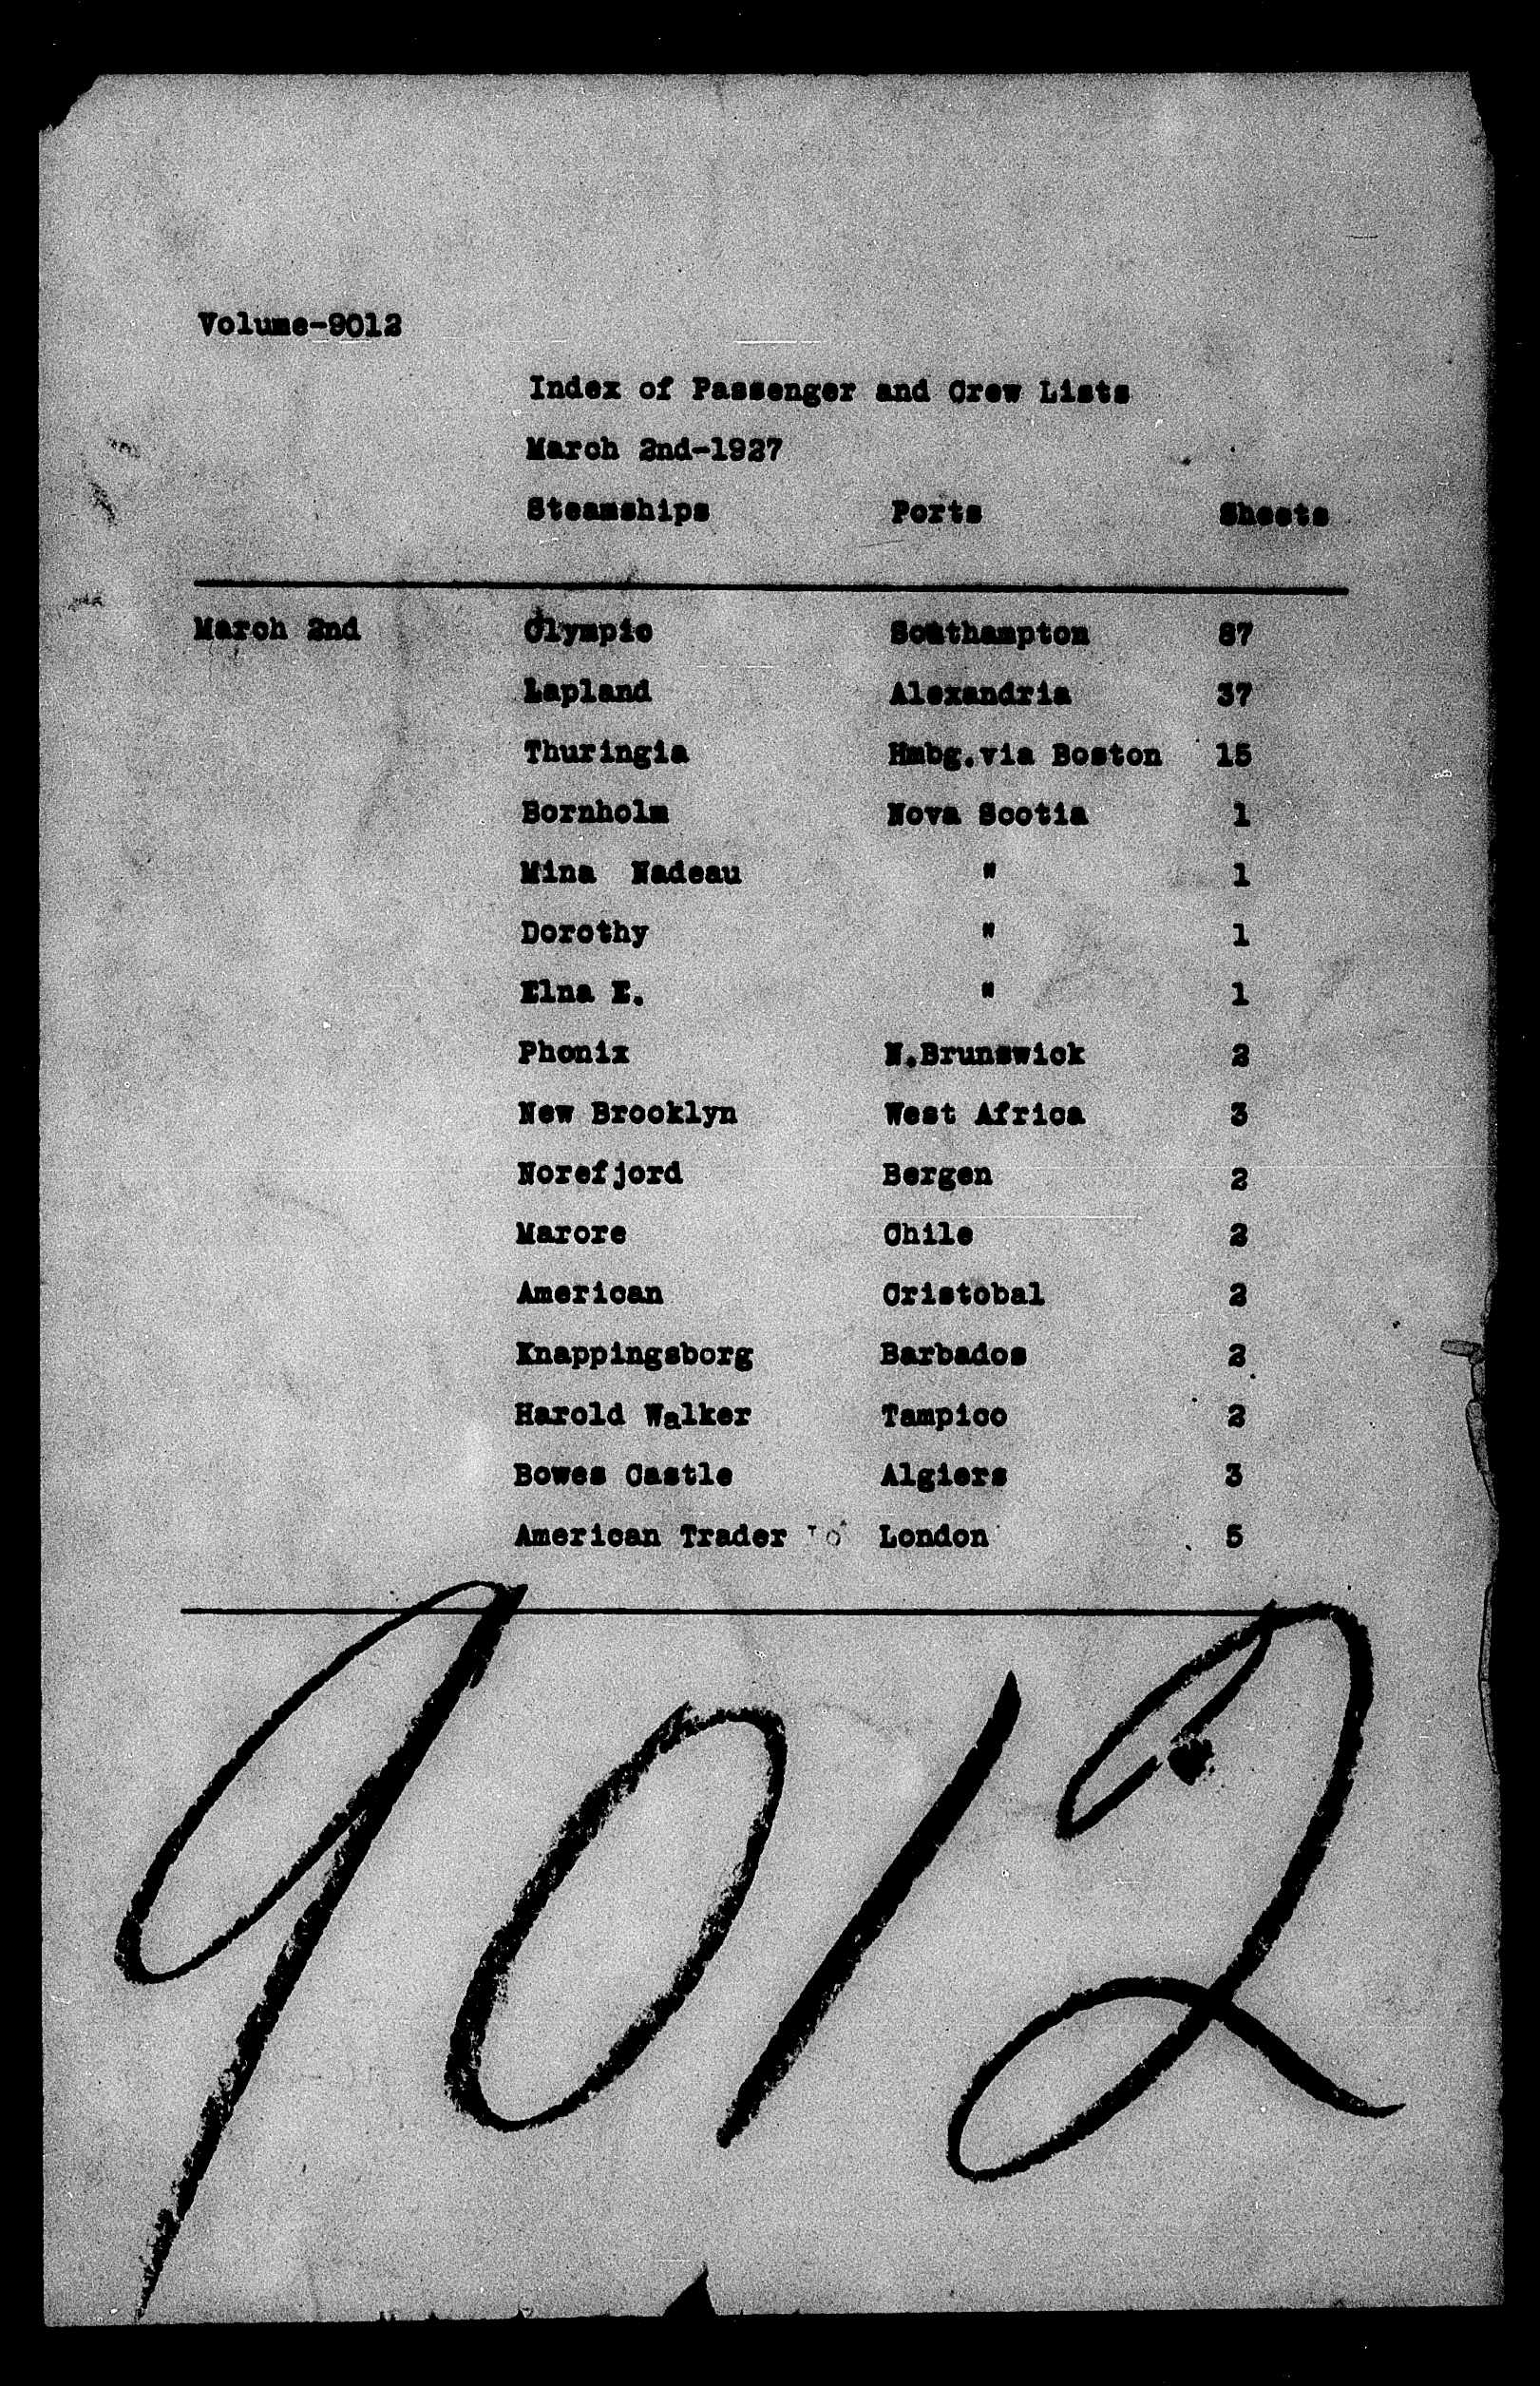 Volume-9012
Index of Passenger and Crew Lists
March 2nd-1927
Steamships Ports Sheets
March 2nd Olympic Southampton 87
Lapland Alexandria 37
Thuringia Hmbg.via Boston 15
Bornholm Nova Scotia 1
Mina Nadeau " 1
Dorothy " 1
Elna E. " 1
Phonix N.Brunswick 2
New Brooklyn West Africa 3
Norefjord Bergen 2
Marore Chile 2
American Cristobal 2
Knappingsborg Barbados 2
Harold Walker Tampico 2
Bowes Castle Algiers 3
American Trader London 5
9012